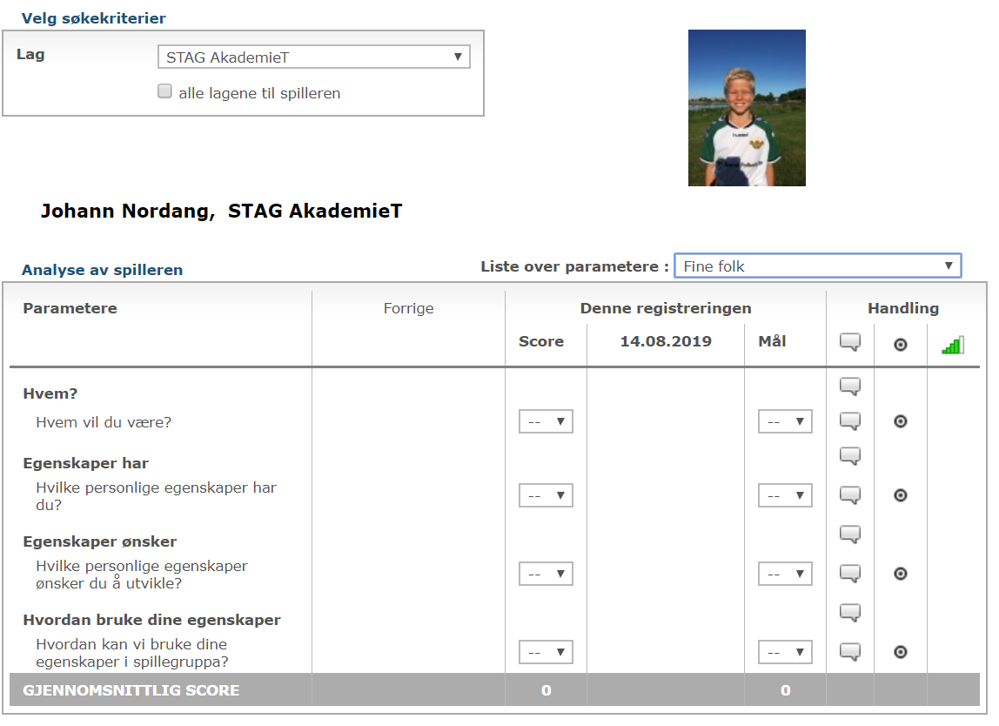 Velg søkekriterier
Lag
STAG AkademieT
alle lagene til spilleren
hummel
Johann Nordang,  STAG AkademieT
Analyse av spilleren
Liste over parametere :
Fine folk
Parametere
Forrige
Denne registreringen
Handling
Score
14.08.2019
Mål
Hvem?
Hvem vil du være?
--
--
Egenskaper har
Hvilke personlige egenskaper har
du?
--
--
Egenskaper ønsker
Hvilke personlige egenskaper
ønsker du å utvikle?
--
--
Hvordan bruke dine egenskaper
Hvordan kan vi bruke dine
egenskaper i spillegruppa?
--
--
GJENNOMSNITTLIG SCORE
0
0